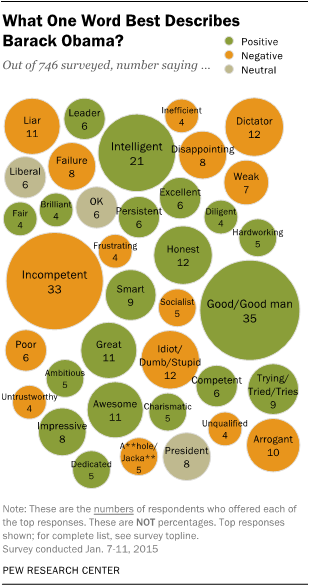 What One Word Best Describes
Barack Obama?
Out of 746 surveyed, number saying ...
Positive
Negative
Neutral
Liar
11
Leader
6
Inefficient
4
Dictator
12
Intelligent
21
Disappointing
8
Failure
8
Liberal
6
Weak
7
Excellent
6
Brilliant
4
OK
6
Fair
4
Persistent
6
Diligent
4
Hardworking
5
Frustrating
4
Honest
12
Incompetent
33
Smart
9
Socialist
5
Good/Good man
35
Poor
6
Great
11
Idiot/
Dumb/Stupid
12
Ambitious
5
Competent
6
Trying/
Tried/Tries
9
Untrustworthy
4
Awesome
11
Charismatic
5
Impressive
8
Unqualified
4
Arrogant
10
A**hole/
Jacka**
5
President
8
Dedicated
5
Note: These are the numbers of respondents who offered each of
the top responses. These are NOT percentages. Top responses
shown; for complete list, see survey topline.
Survey conducted Jan. 7-11, 2015
PEW RESEARCH CENTER